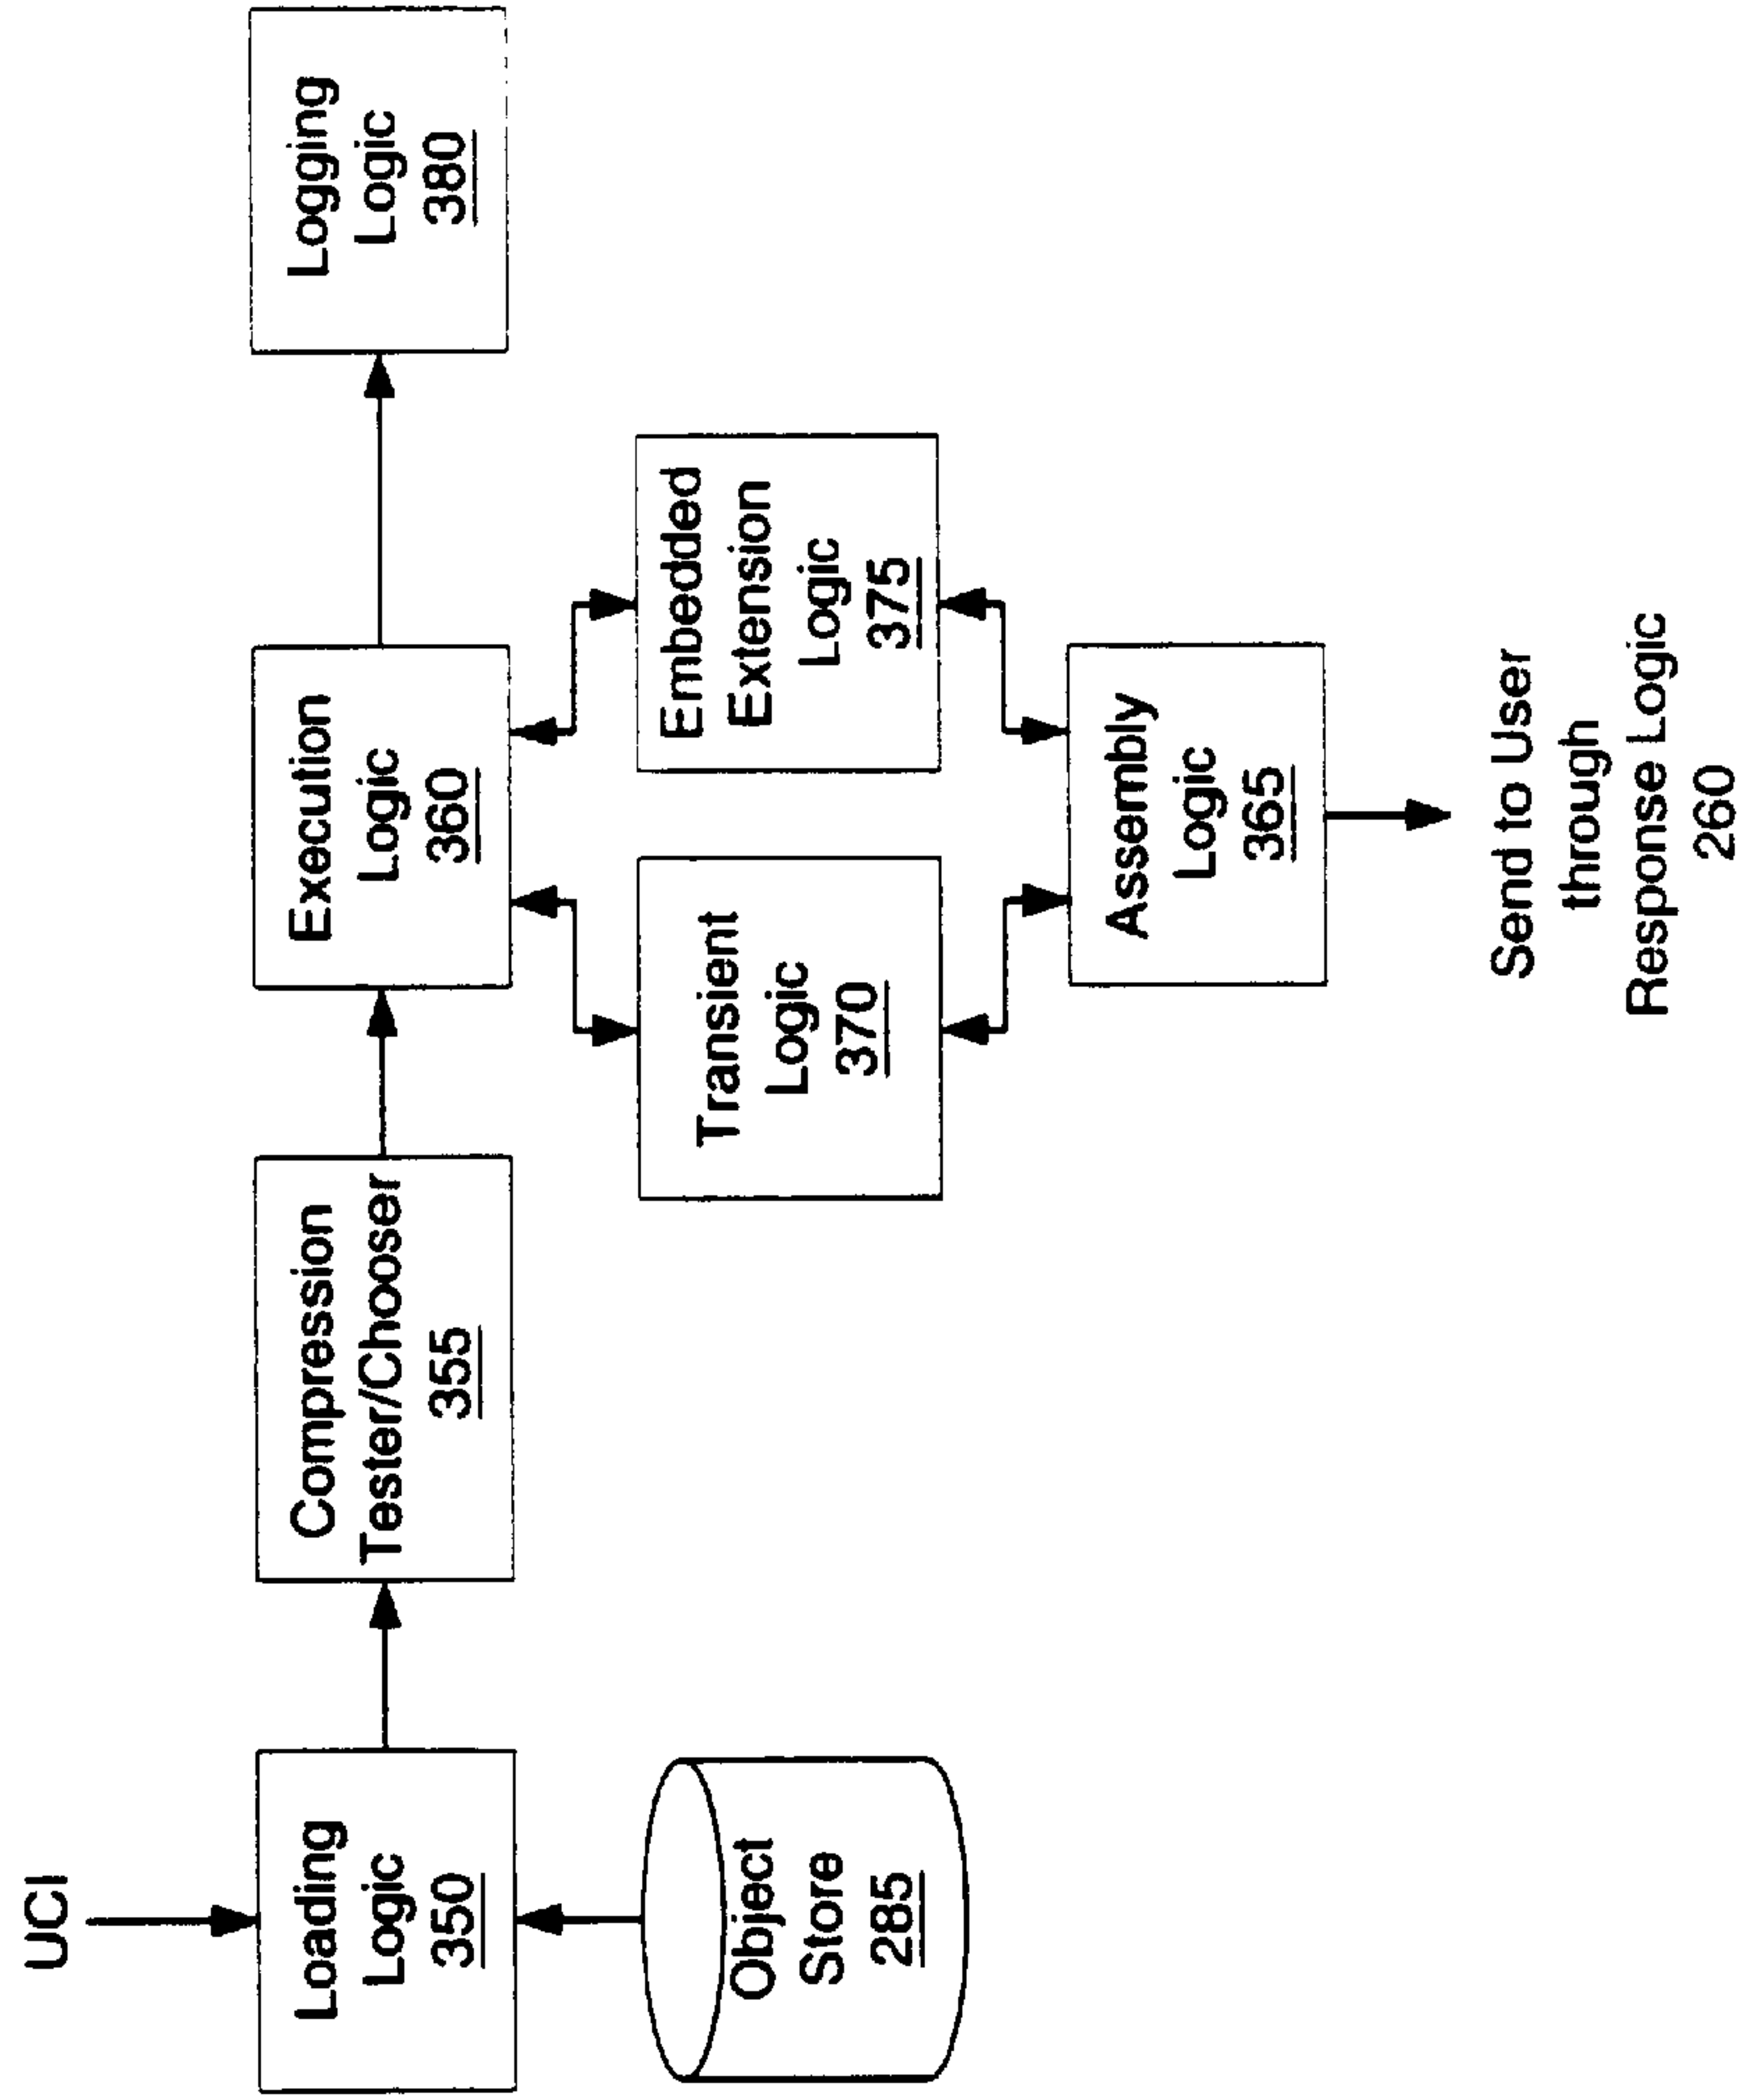 UCI
Loading
Logic
350
Object
Store
285
Compression
Tester/Chooser
355
Execution
Logic
360
Logging
Logic
380
Transient
Logic
370
Embedded
Extension
Logic
375
Assembly
Logic
365
Send to User
through
Response Logic
260